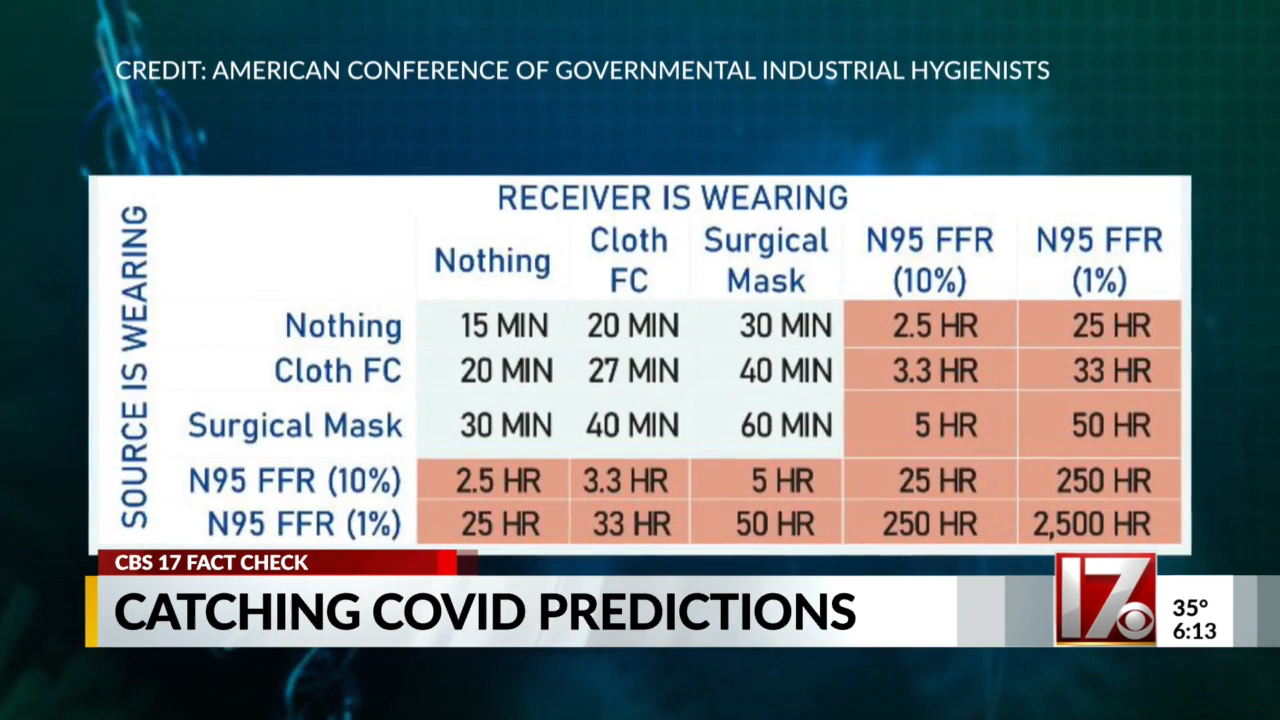 CREDIT: AMERICAN CONFERENCE OF GOVERNMENTAL INDUSTRIAL HYGIENISTS
RECEIVER IS WEARING
SOURCE IS WEARING
Nothing Cloth FC Surgical Mask N95 FFR (10%) N95 FFR (1%)
Nothing 15 MIN 20 MIN 30 MIN 2.5 HR 25 HR
Cloth FC 20 MIN 27 MIN 40 MIN 3.3 HR 33 HR
Surgical Mask 30 MIN 40 MIN 60 MIN 5 HR 50 HR
N95 FFR (10%) 2.5 HR 3.3 HR 5 HR 25 HR 250 HR
N95 FFR (1%) 25 HR 33 HR 50 HR 250 HR 2,500 HR
CBS 17 FACT CHECK
CATCHING COVID PREDICTIONS
17
35°
6:13